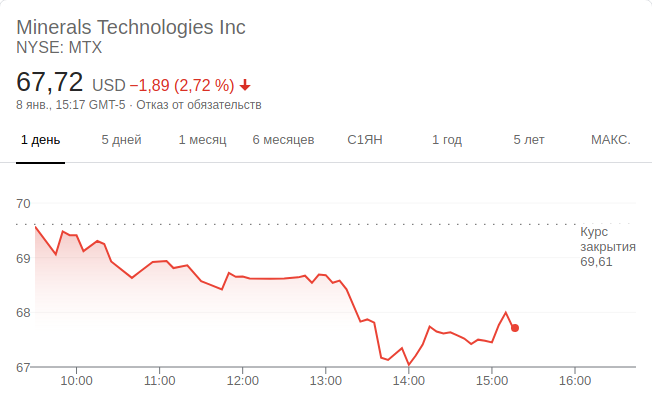 Minerals Technologies Inc
NYSE: MTX
67,72 USD −1,89 (2,72 %)
8 янв., 15:17 GMT-5 · Отказ от обязательств
1 день 5 дней 1 месяц 6 месяцев С1ЯН 1 год 5 лет МАКС.
70
Курс
закрытия
69
69,61
68
67
10:00 11:00 12:00 13:00 14:00 15:00 16:00